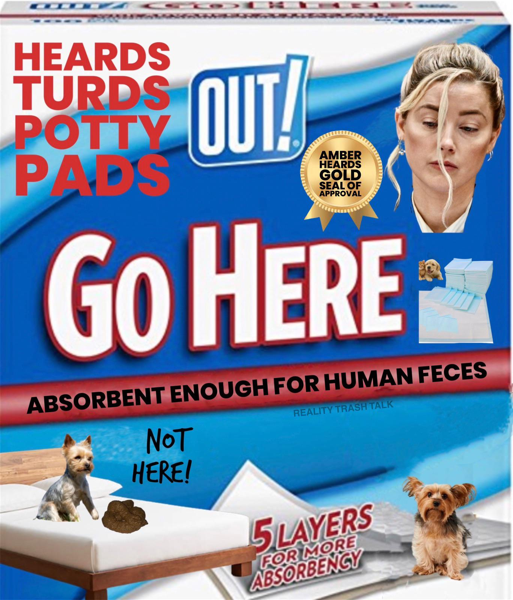 HEARDS
TURDS
POTTY
PADS
OUT!
AMBER
HEARDS
GOLD
SEAL OF
APPROVAL
GO HERE
ABSORBENT ENOUGH FOR HUMAN FECES
REALITY TRASH TALK
NOT
HERE!
5 LAYERS
FOR MORE
ABSORBENCY